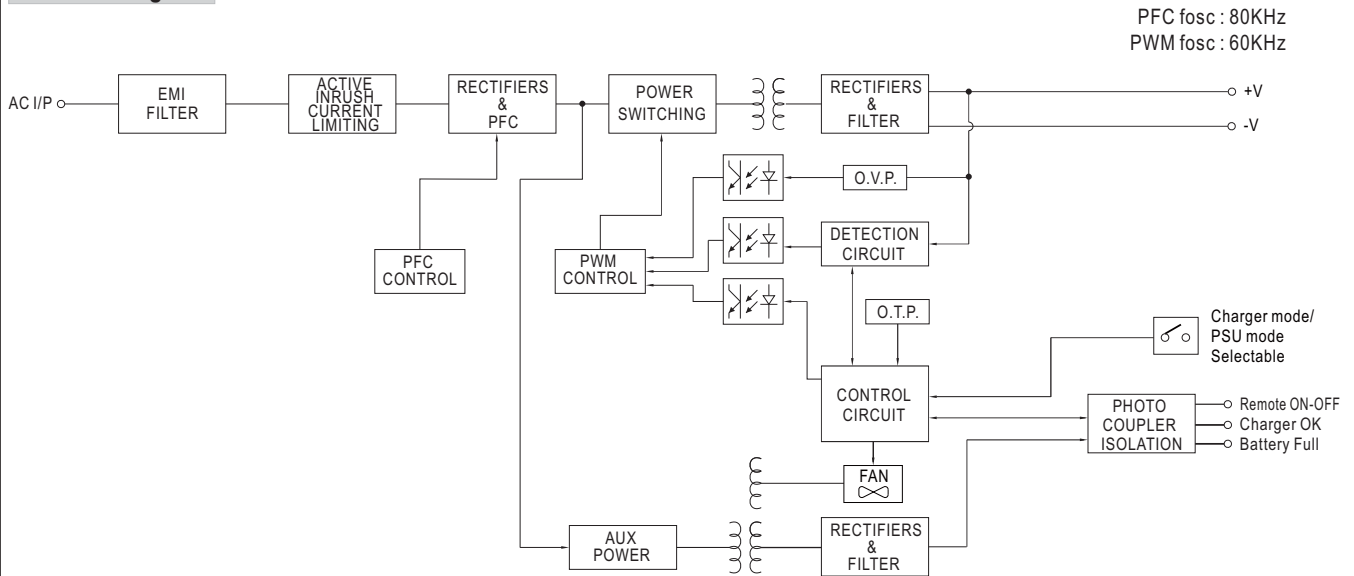 PFC fosc : 80KHz
PWM fosc : 60KHz
AC I/P
EMI
FILTER
ACTIVE
INRUSH
CURRENT
LIMITING
RECTIFIERS
&
PFC
POWER
SWITCHING
RECTIFIERS
&
FILTER
+V
-V
O.V.P.
PFC
CONTROL
PWM
CONTROL
DETECTION
CIRCUIT
O.T.P.
Charger mode/
PSU mode
Selectable
CONTROL
CIRCUIT
PHOTO
COUPLER
ISOLATION
Remote ON-OFF
Charger OK
Battery Full
FAN
AUX
POWER
RECTIFIERS
&
FILTER